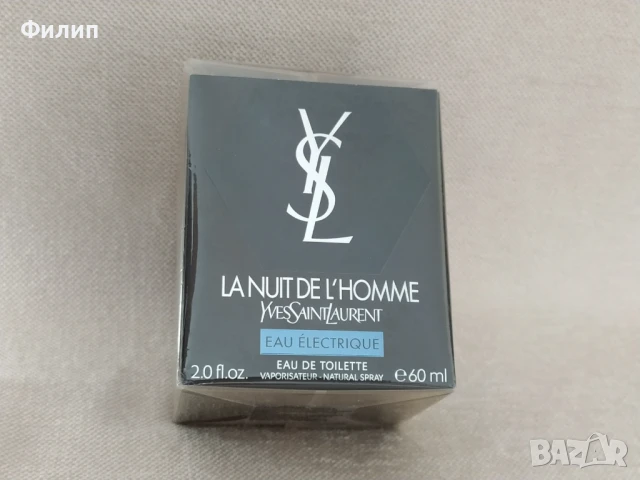 Филип
YSL
LA NUIT DE L'HOMME
YVESSAINTLAURENT
EAU ÉLECTRIQUE
EAU DE TOILETTE
2.0 fl.oz. VAPORISATEUR - NATURAL SPRAY ℮60 ml
BAZAR